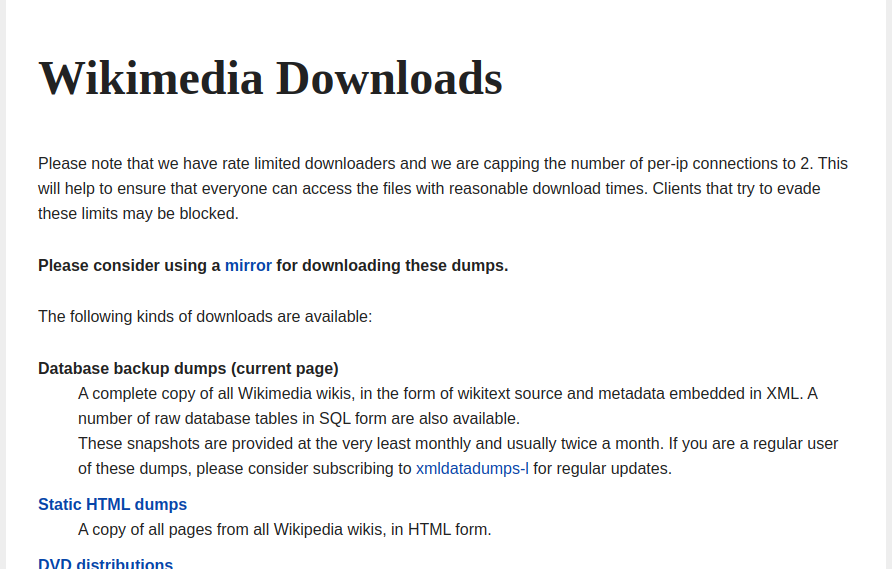 Wikimedia Downloads
Please note that we have rate limited downloaders and we are capping the number of per-ip connections to 2. This
will help to ensure that everyone can access the files with reasonable download times. Clients that try to evade
these limits may be blocked.
Please consider using a mirror for downloading these dumps.
The following kinds of downloads are available:
Database backup dumps (current page)
A complete copy of all Wikimedia wikis, in the form of wikitext source and metadata embedded in XML. A
number of raw database tables in SQL form are also available.
These snapshots are provided at the very least monthly and usually twice a month. If you are a regular user
of these dumps, please consider subscribing to xmldatadumps-l for regular updates.
Static HTML dumps
A copy of all pages from all Wikipedia wikis, in HTML form.
DVD distributions